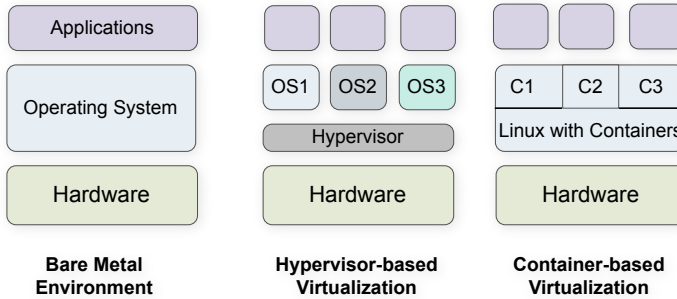 Applications
Operating System
Hardware
Bare Metal
Environment
OS1 OS2 OS3
Hypervisor
Hardware
Hypervisor-based
Virtualization
C1 C2 C3
Linux with Containers
Hardware
Container-based
Virtualization